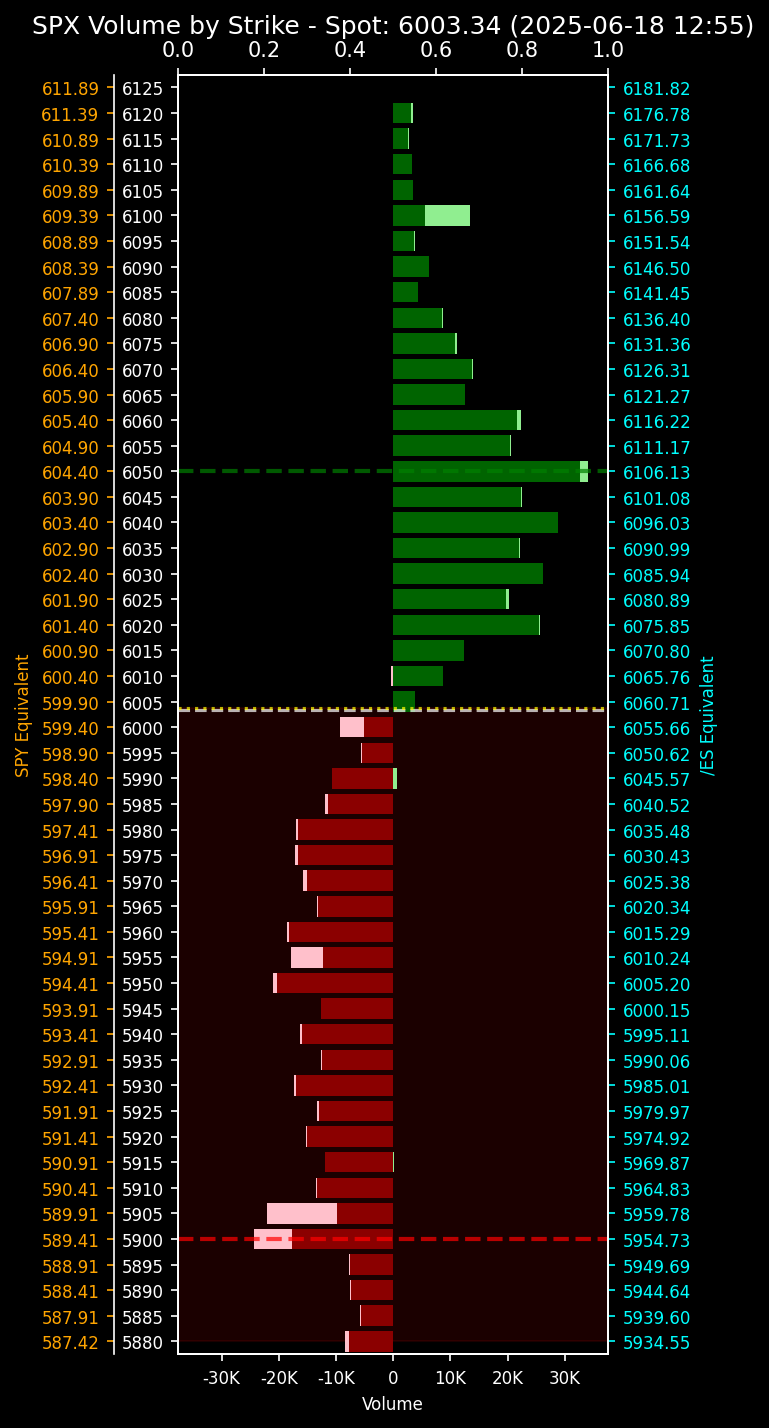 SPX Volume by Strike - Spot: 6003.34 (2025-06-18 12:55)
0.0 0.2 0.4 0.6 0.8 1.0
611.89 6125 6181.82
611.39 6120 6176.78
610.89 6115 6171.73
610.39 6110 6166.68
609.89 6105 6161.64
609.39 6100 6156.59
608.89 6095 6151.54
608.39 6090 6146.50
607.89 6085 6141.45
607.40 6080 6136.40
606.90 6075 6131.36
606.40 6070 6126.31
605.90 6065 6121.27
605.40 6060 6116.22
604.90 6055 6111.17
604.40 6050 6106.13
603.90 6045 6101.08
603.40 6040 6096.03
602.90 6035 6090.99
602.40 6030 6085.94
601.90 6025 6080.89
601.40 6020 6075.85
600.90 6015 6070.80
600.40 6010 6065.76
599.90 6005 6060.71
599.40 6000 6055.66
598.90 5995 6050.62
598.40 5990 6045.57
597.90 5985 6040.52
597.41 5980 6035.48
596.91 5975 6030.43
596.41 5970 6025.38
595.91 5965 6020.34
595.41 5960 6015.29
594.91 5955 6010.24
594.41 5950 6005.20
593.91 5945 6000.15
593.41 5940 5995.11
592.91 5935 5990.06
592.41 5930 5985.01
591.91 5925 5979.97
591.41 5920 5974.92
590.91 5915 5969.87
590.41 5910 5964.83
589.91 5905 5959.78
589.41 5900 5954.73
588.91 5895 5949.69
588.41 5890 5944.64
587.91 5885 5939.60
587.42 5880 5934.55
SPY Equivalent
/ES Equivalent
-30K -20K -10K 0 10K 20K 30K
Volume